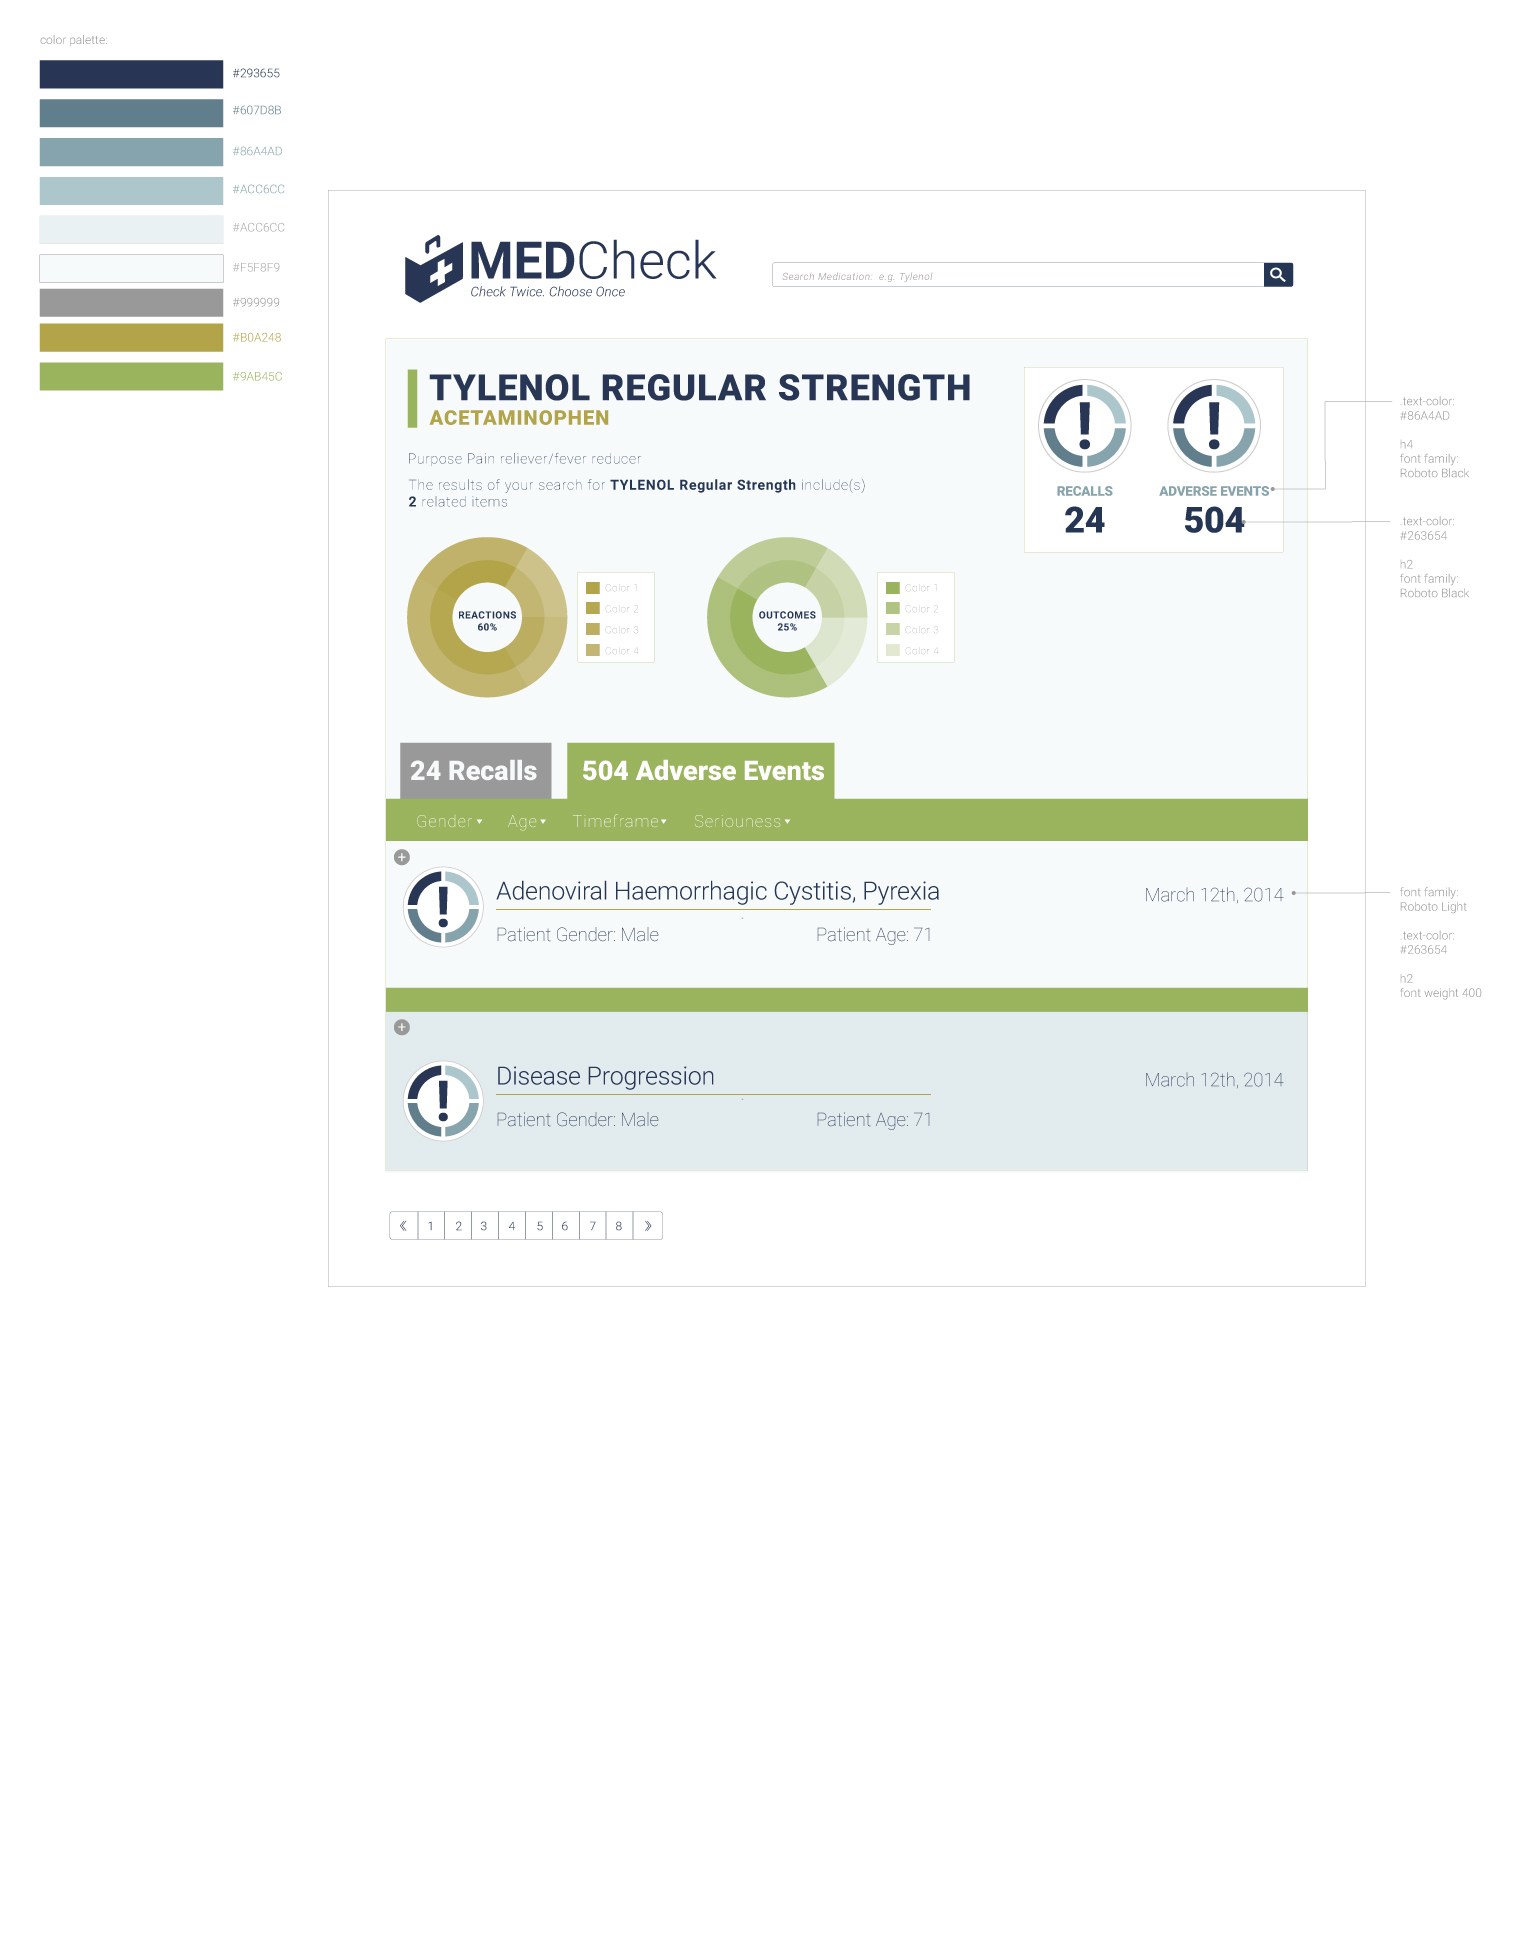 color palette:
#293655
#607D8B
#86A4AD
#ACC6CC
#ACC6CC
#F5F8F9
#999999
#B0A248
#9AB45C
MEDCheck
Check Twice. Choose Once
Search Medication: e.g. Tylenol
TYLENOL REGULAR STRENGTH
ACETAMINOPHEN
Purpose Pain reliever/fever reducer
The results of your search for TYLENOL Regular Strength include(s)
2 related items
RECALLS
24
ADVERSE EVENTS
504
.text-color:
#86A4AD
h4
font family:
Roboto Black
.text-color:
#263654
h2
font family:
Roboto Black
REACTIONS
60%
Color 1
Color 2
Color 3
Color 4
OUTCOMES
25%
Color 1
Color 2
Color 3
Color 4
24 Recalls
504 Adverse Events
Gender Age Timeframe Seriouness
Adenoviral Haemorrhagic Cystitis, Pyrexia
March 12th, 2014
Patient Gender: Male
Patient Age: 71
font family:
Roboto Light
.text-color:
#263654
h2
font weight 400
Disease Progression
March 12th, 2014
Patient Gender: Male
Patient Age: 71
《 1 2 3 4 5 6 7 8 》